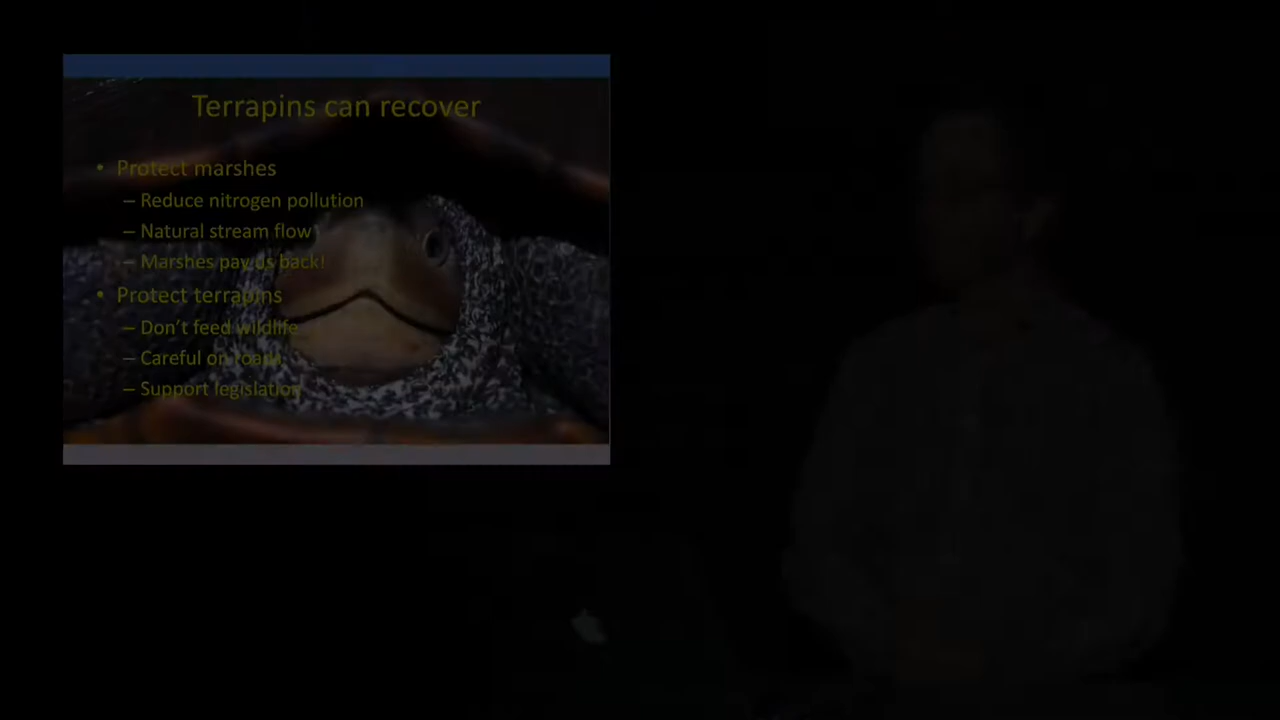 Terrapins can recover
• Protect marshes
– Reduce nitrogen pollution
– Natural stream flow
– Marshes pay us back!
• Protect terrapins
– Don't feed wildlife
– Careful on roads
– Support legislation